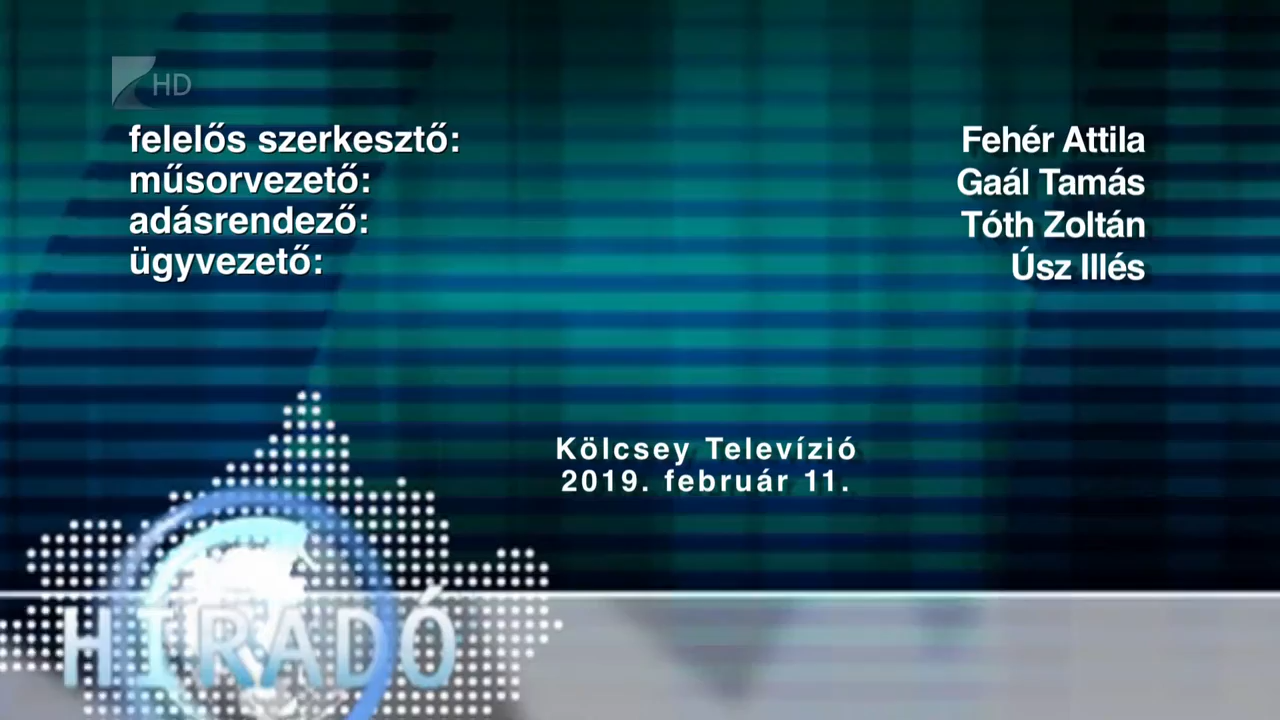 HD
felelős szerkesztő: Fehér Attila
műsorvezető: Gaál Tamás
adásrendező: Tóth Zoltán
ügyvezető: Úsz Illés
Kölcsey Televízió
2019. február 11.
HÍRADÓ